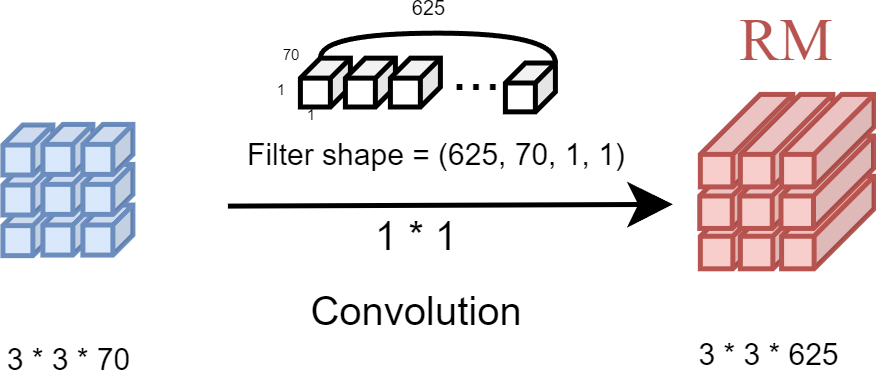 625
RM
70
1
1
...
Filter shape = (625, 70, 1, 1)
1 * 1
Convolution
3 * 3 * 70
3 * 3 * 625